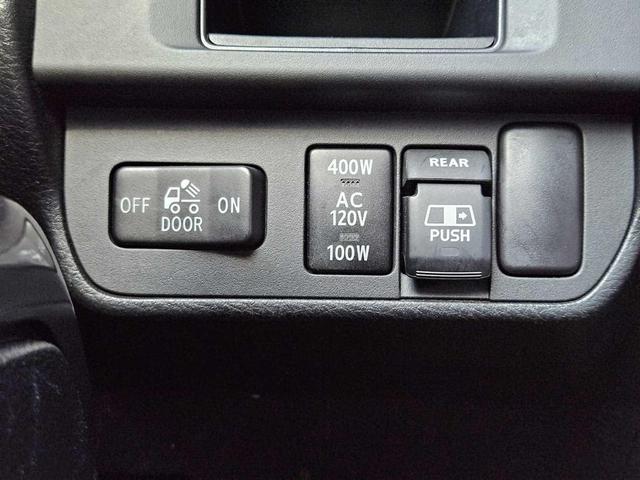 OFF DOOR ON
400W
AC
120V
100W
REAR
PUSH